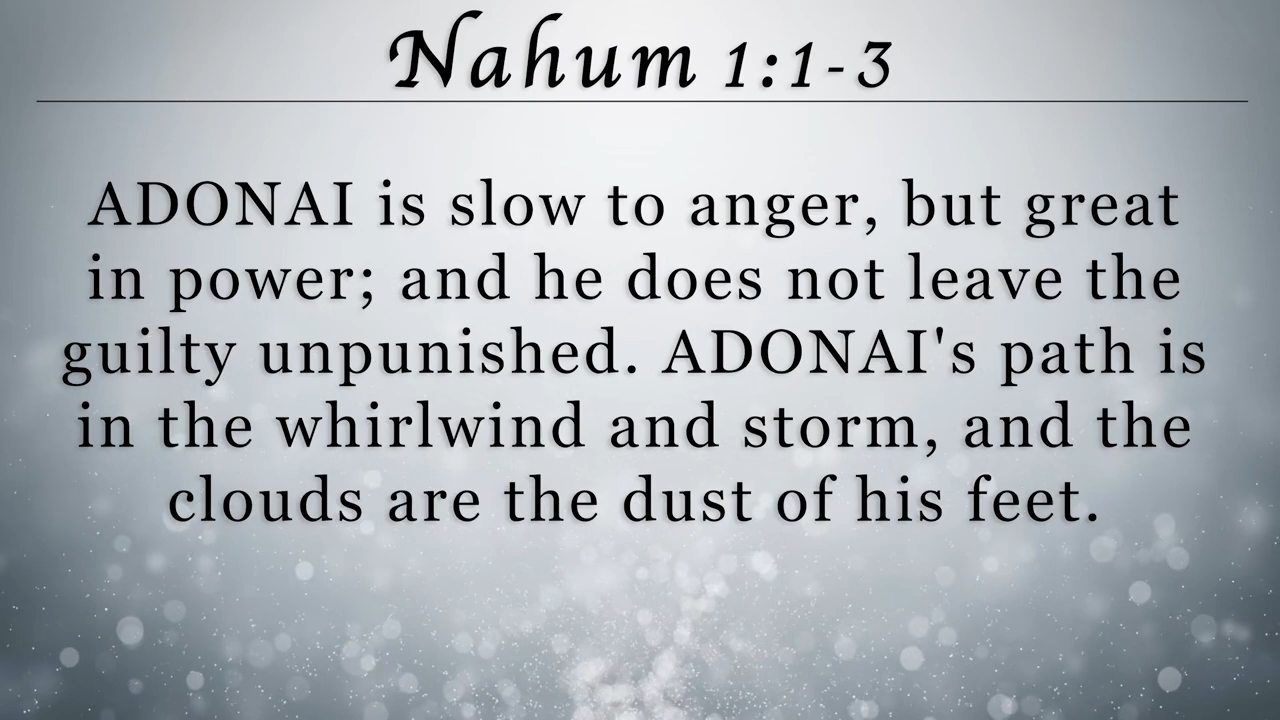 Nahum 1:1-3
ADONAI is slow to anger, but great
in power; and he does not leave the
guilty unpunished. ADONAI's path is
in the whirlwind and storm, and the
clouds are the dust of his feet.